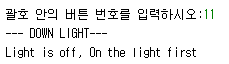 괄호 안의 버튼 번호를 입력하시오:11
--- DOWN LIGHT---
Light is off, On the light first